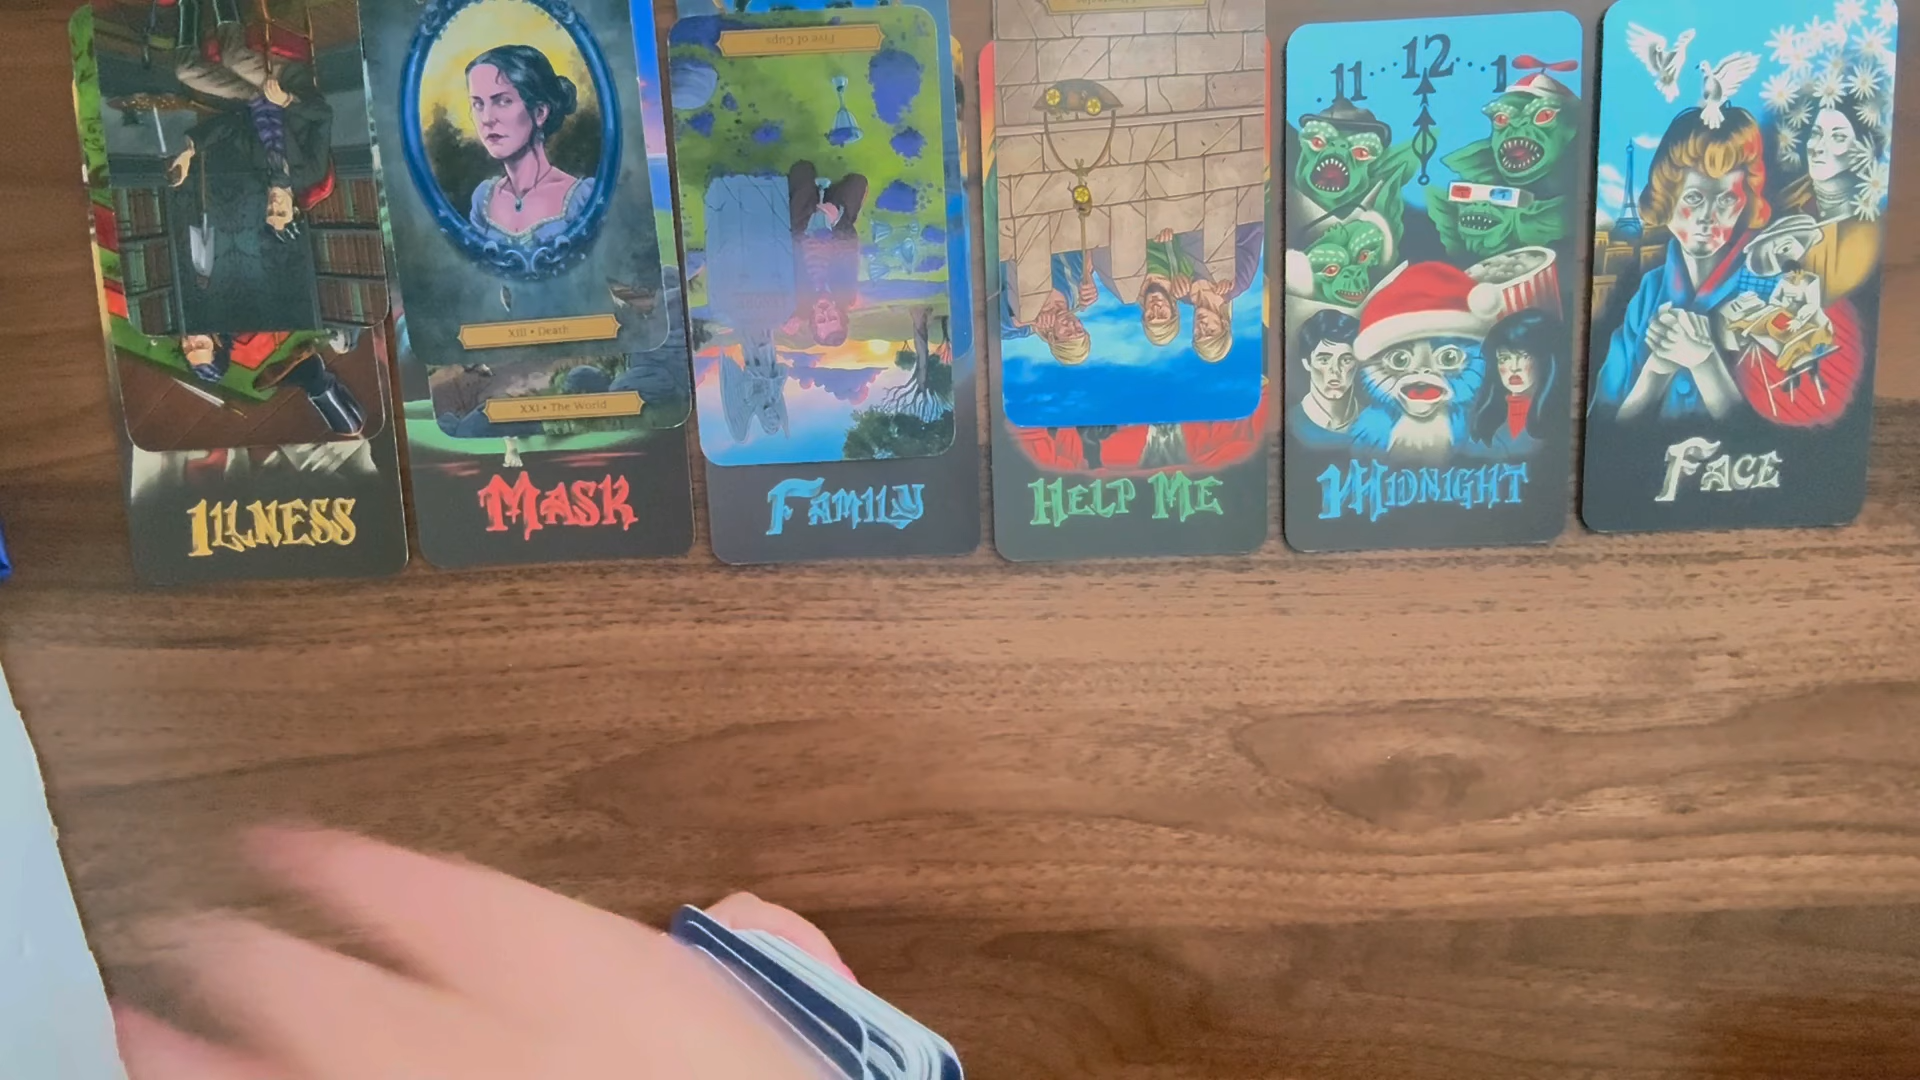 Five of Cups
11 12 1
XIII • Death
XXI • The World
ILLNESS
MASK
FAMILY
HELP ME
MIDNIGHT
FACE